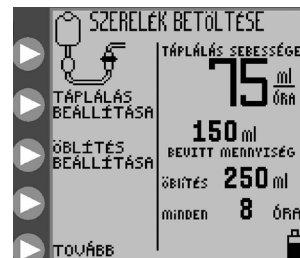 SZERELÉK BETÖLTÉSE
TÁPLÁLÁS SEBESSÉGE
75 ml
ÓRA
TÁPLÁLÁS
BEÁLLÍTÁSA
150 ml
BEVITT MENNYISÉG
ÖBLÍTÉS
BEÁLLÍTÁSA
ÖBlÍTÉS 250 ml
minden 8 ÓRA
TOVÁBB